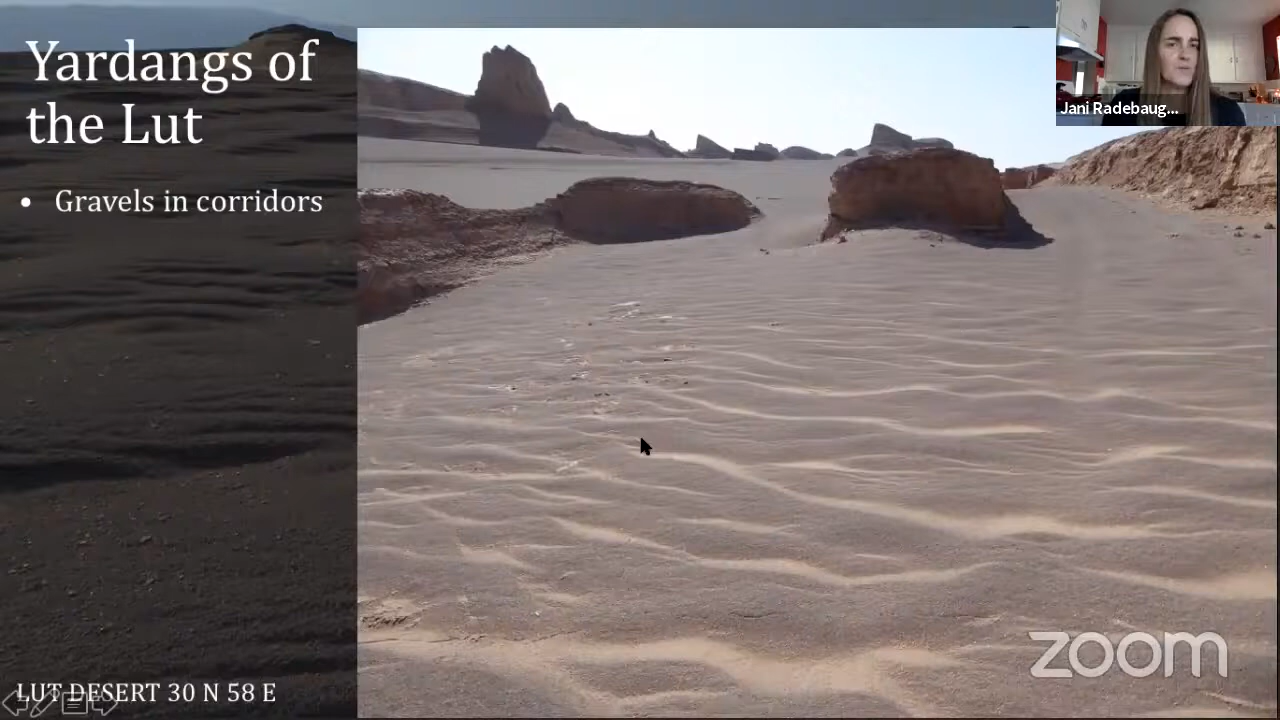 Yardangs of
the Lut
• Gravels in corridors
Jani Radebaug...
zoom
LUT DESERT 30 N 58 E